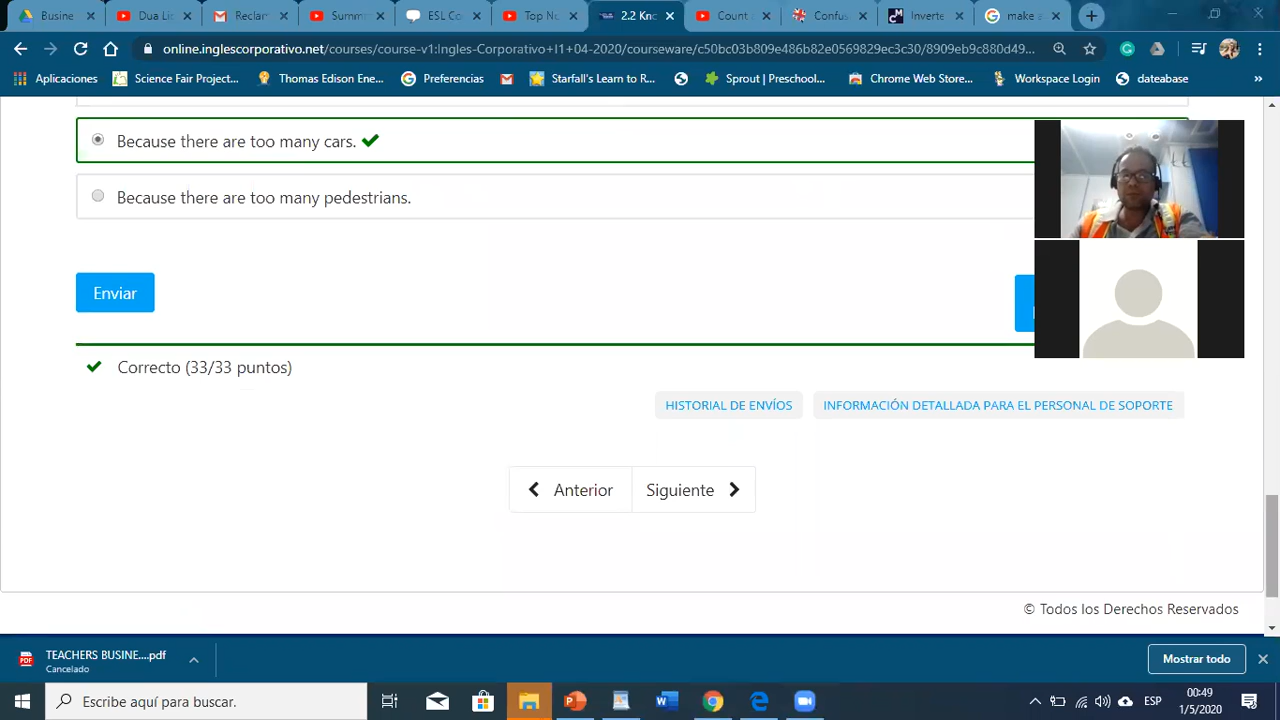 Busine
Dua Li
Reclam
Summ
ESL Co
Top Nu
2.2 Kno
Count
Confus
Inverte
make a
online.inglescorporativo.net/courses/course-v1:Ingles-Corporativo+I1+04-2020/courseware/c50bc03b809e486b82e0569829ec3c30/8909eb9c880d49...
Aplicaciones
Science Fair Project...
Thomas Edison Ene...
Preferencias
Starfall's Learn to R...
Sprout | Preschool...
Chrome Web Store...
Workspace Login
dateabase
»
Because there are too many cars.
Because there are too many pedestrians.
Enviar
Correcto (33/33 puntos)
HISTORIAL DE ENVÍOS
INFORMACIÓN DETALLADA PARA EL PERSONAL DE SOPORTE
Anterior
Siguiente
© Todos los Derechos Reservados
TEACHERS BUSINE....pdf
Cancelado
Mostrar todo
Escribe aquí para buscar.
ESP
00:49
1/5/2020